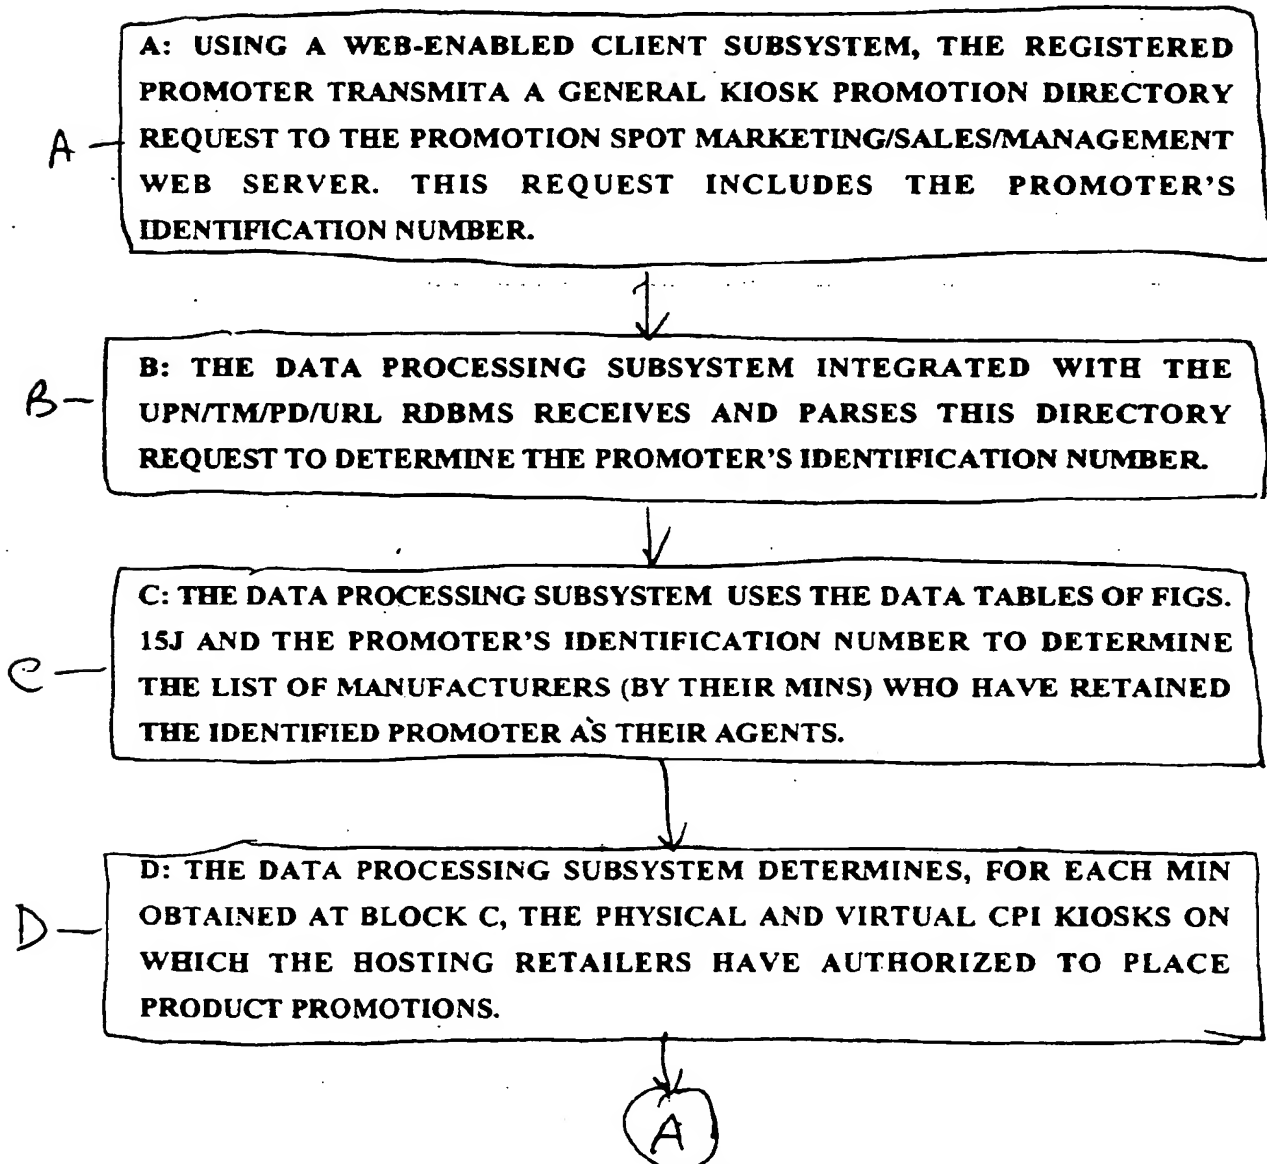 A: USING A WEB-ENABLED CLIENT SUBSYSTEM, THE REGISTERED
PROMOTER TRANSMITA A GENERAL KIOSK PROMOTION DIRECTORY
A
REQUEST TO THE PROMOTION SPOT MARKETING/SALES/MANAGEMENT
WEB SERVER. THIS REQUEST INCLUDES THE PROMOTER'S
IDENTIFICATION NUMBER.
B: THE DATA PROCESSING SUBSYSTEM INTEGRATED WITH THE
B
UPN/TM/PD/URL RDBMS RECEIVES AND PARSES THIS DIRECTORY
REQUEST TO DETERMINE THE PROMOTER'S IDENTIFICATION NUMBER.
C: THE DATA PROCESSING SUBSYSTEM USES THE DATA TABLES OF FIGS.
15J AND THE PROMOTER'S IDENTIFICATION NUMBER TO DETERMINE
C
THE LIST OF MANUFACTURERS (BY THEIR MINS) WHO HAVE RETAINED
THE IDENTIFIED PROMOTER AS THEIR AGENTS.
D: THE DATA PROCESSING SUBSYSTEM DETERMINES, FOR EACH MIN
OBTAINED AT BLOCK C, THE PHYSICAL AND VIRTUAL CPI KIOSKS ON
D
WHICH THE HOSTING RETAILERS HAVE AUTHORIZED TO PLACE
PRODUCT PROMOTIONS.
A